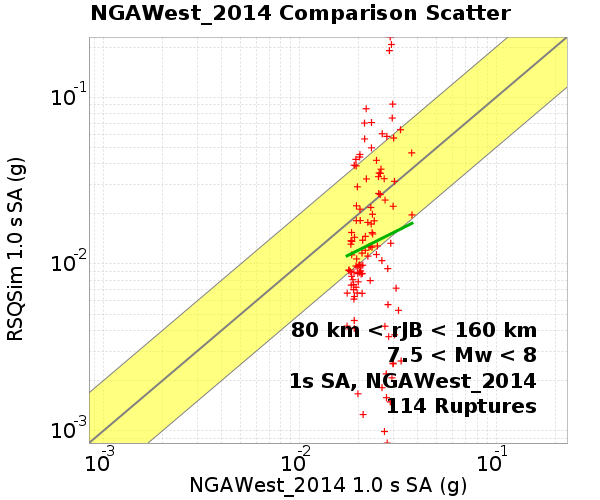 NGAWest_2014 Comparison Scatter
RSQSim 1.0 s SA (g)
10-1
10-2
10-3
80 km < rJB < 160 km
7.5 < Mw < 8
1s SA, NGAWest_2014
114 Ruptures
10-3 10-2 10-1
NGAWest_2014 1.0 s SA (g)